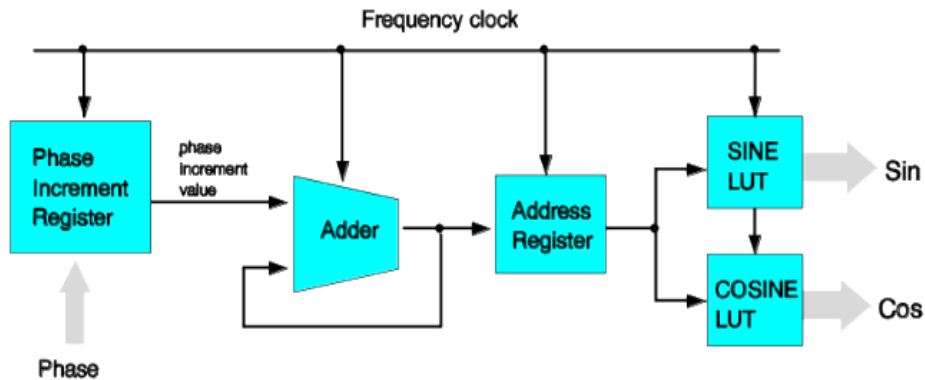 Frequency clock
Phase
Increment
Register
phase
increment
value
Adder
Address
Register
SINE
LUT
Sin
COSINE
LUT
Cos
Phase